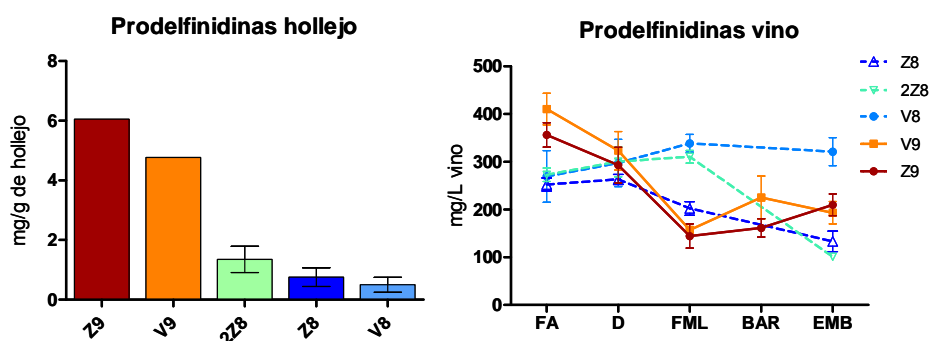 Prodelfinidinas hollejo
mg/g de hollejo
8
6
4
2
0
Z9
V9
2Z8
Z8
V8
Prodelfinidinas vino
mg/L vino
500
400
300
200
100
0
FA
D
FML
BAR
EMB
Z8
2Z8
V8
V9
Z9